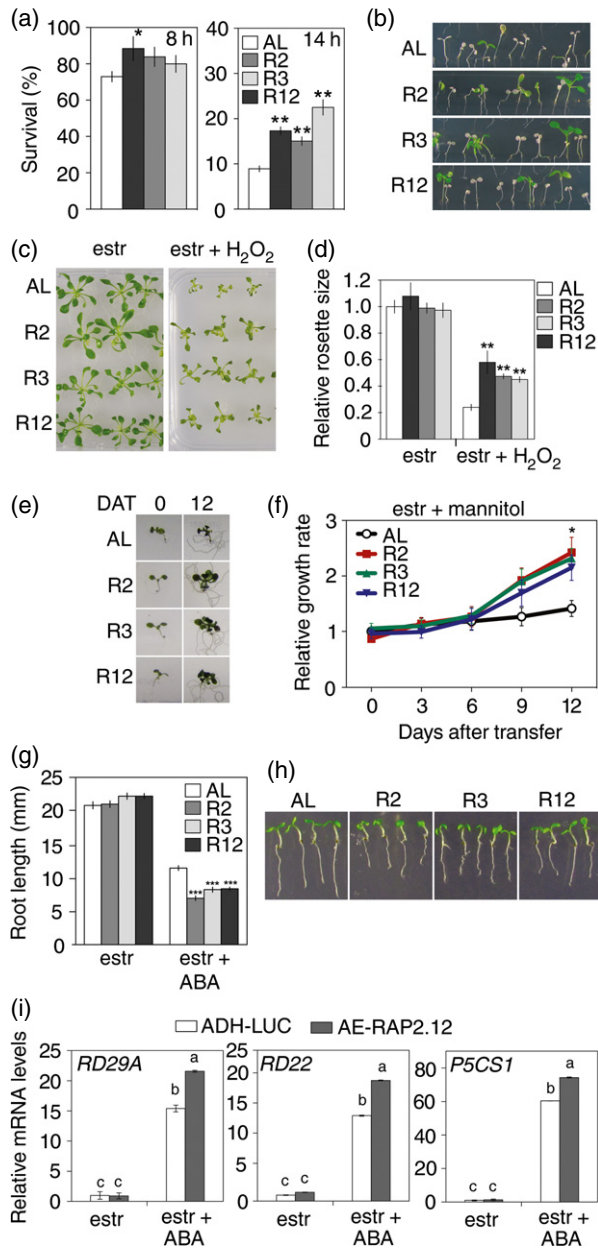 (a)
8 h
14 h
Survival (%)
100
80
60
40
20
0
*
40
30
20
10
0
AL
R2
R3
R12
**
**
**
(b)
AL
R2
R3
R12
(c)
estr
estr + H2O2
AL
R2
R3
R12
(d)
Relative rosette size
1.2
1.0
0.8
0.6
0.4
0.2
0
AL
R2
R3
R12
**
**
**
estr
estr + H2O2
(e)
DAT 0 12
AL
R2
R3
R12
(f)
estr + mannitol
Relative growth rate
3
2
1
0
AL
R2
R3
R12
*
0 3 6 9 12
Days after transfer
(g)
Root length (mm)
25
20
15
10
5
0
AL
R2
R3
R12
***
***
***
estr
estr + ABA
(h)
AL R2 R3 R12
(i)
ADH-LUC AE-RAP2.12
Relative mRNA levels
RD29A
25
20
15
10
5
0
c c
b
a
estr
estr + ABA
RD22
25
20
15
10
5
0
c c
b
a
estr
estr + ABA
P5CS1
80
60
40
20
0
c c
b
a
estr
estr + ABA